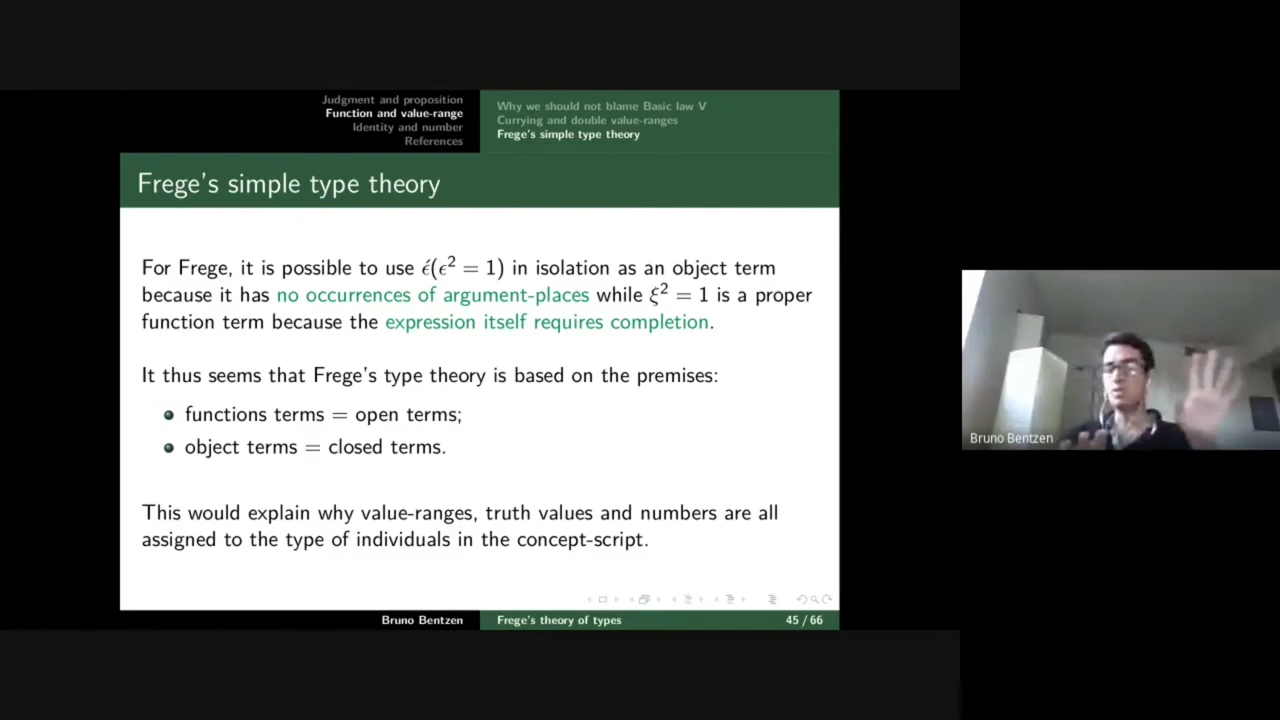 Judgment and proposition
Function and value-range
Identity and number
References
Why we should not blame Basic law V
Currying and double value-ranges
Frege's simple type theory
Frege's simple type theory
For Frege, it is possible to use ἐ(ϵ² = 1) in isolation as an object term
because it has no occurrences of argument-places while ξ² = 1 is a proper
function term because the expression itself requires completion.
It thus seems that Frege's type theory is based on the premises:
functions terms = open terms;
object terms = closed terms.
This would explain why value-ranges, truth values and numbers are all
assigned to the type of individuals in the concept-script.
Bruno Bentzen
Frege's theory of types
45 / 66
Bruno Bentzen